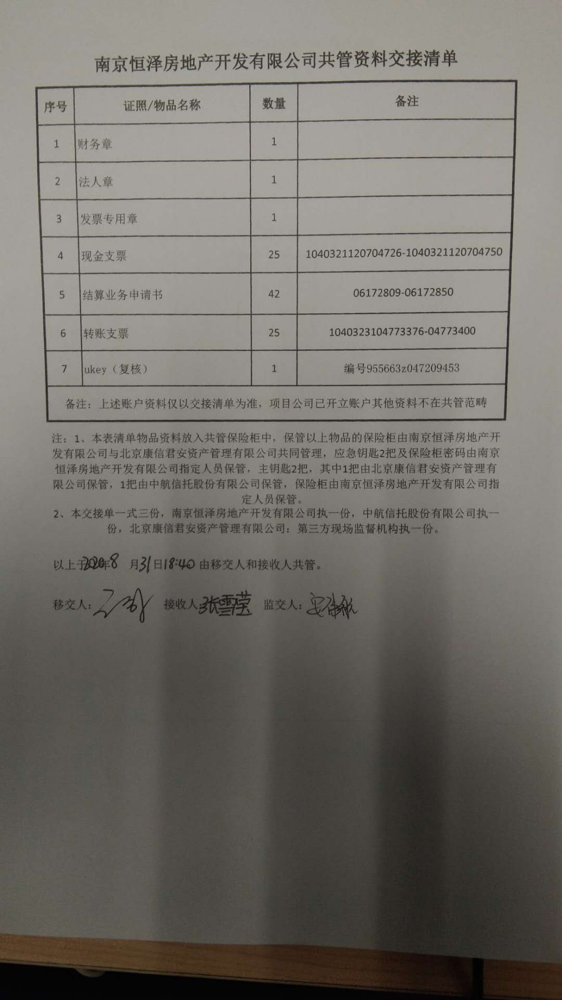 南京恒泽房地产开发有限公司共管资料交接清单
序号 证照/物品名称 数量 备注
1 财务章 1
2 法人章 1
3 发票专用章 1
4 现金支票 25 1040321120704726-1040321120704750
5 结算业务申请书 42 06172809-06172850
6 转账支票 25 1040323104773376-04773400
7 ukey（复核） 1 编号955663z047209453
备注：上述账户资料仅以交接清单为准，项目公司已开立账户其他资料不在共管范畴
注：1、本表清单物品资料放入共管保险柜中，保管以上物品的保险柜由南京恒泽房地产开
发有限公司与北京康信君安资产管理有限公司共同管理，应急钥匙2把及保险柜密码由南京
恒泽房地产开发有限公司指定人员保管，主钥匙2把，其中1把由北京康信君安资产管理有
限公司保管，1把由中航信托股份有限公司保管，保险柜由南京恒泽房地产开发有限公司指
定人员保管。
2、本交接单一式三份，南京恒泽房地产开发有限公司执一份，中航信托股份有限公司执一
份，北京康信君安资产管理有限公司：第三方现场监督机构执一份。
以上于2020年8月31日18:40由移交人和接收人共管。
移交人： 接收人 张雪莹 监交人：